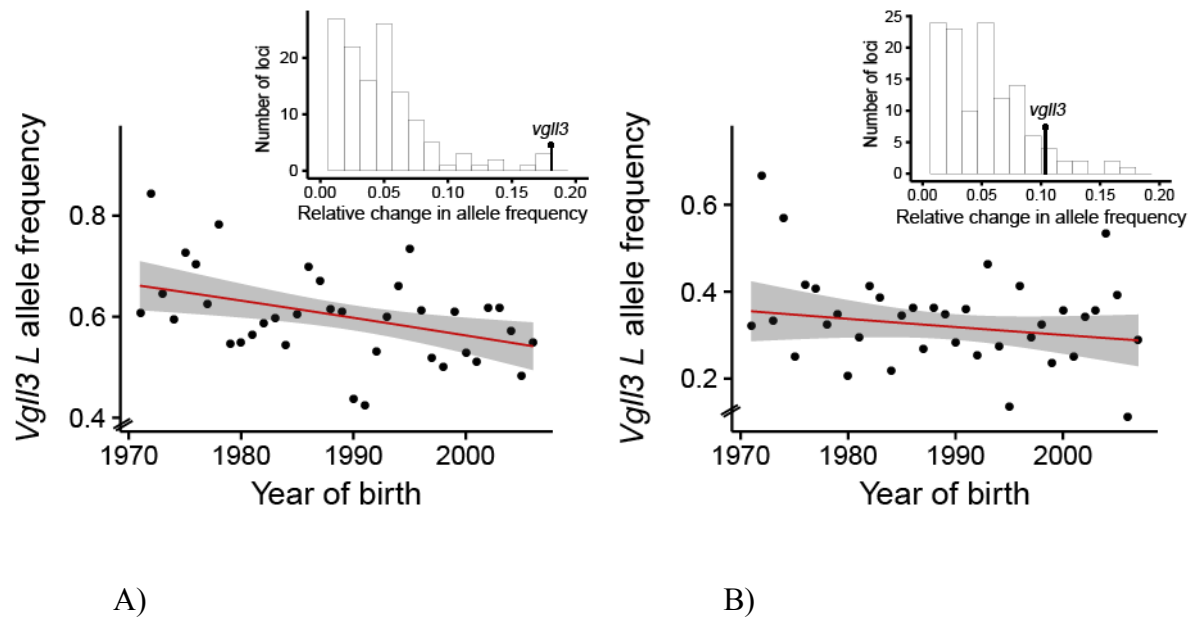 Number of loci
20
10
0
vgll3
0.00 0.05 0.10 0.15 0.20
Relative change in allele frequency
Vgll3 L allele frequency
0.8
0.6
0.4
1970 1980 1990 2000
Year of birth
A)
Number of loci
25
20
15
10
5
0
vgll3
0.00 0.05 0.10 0.15 0.20
Relative change in allele frequency
Vgll3 L allele frequency
0.6
0.4
0.2
1970 1980 1990 2000
Year of birth
B)